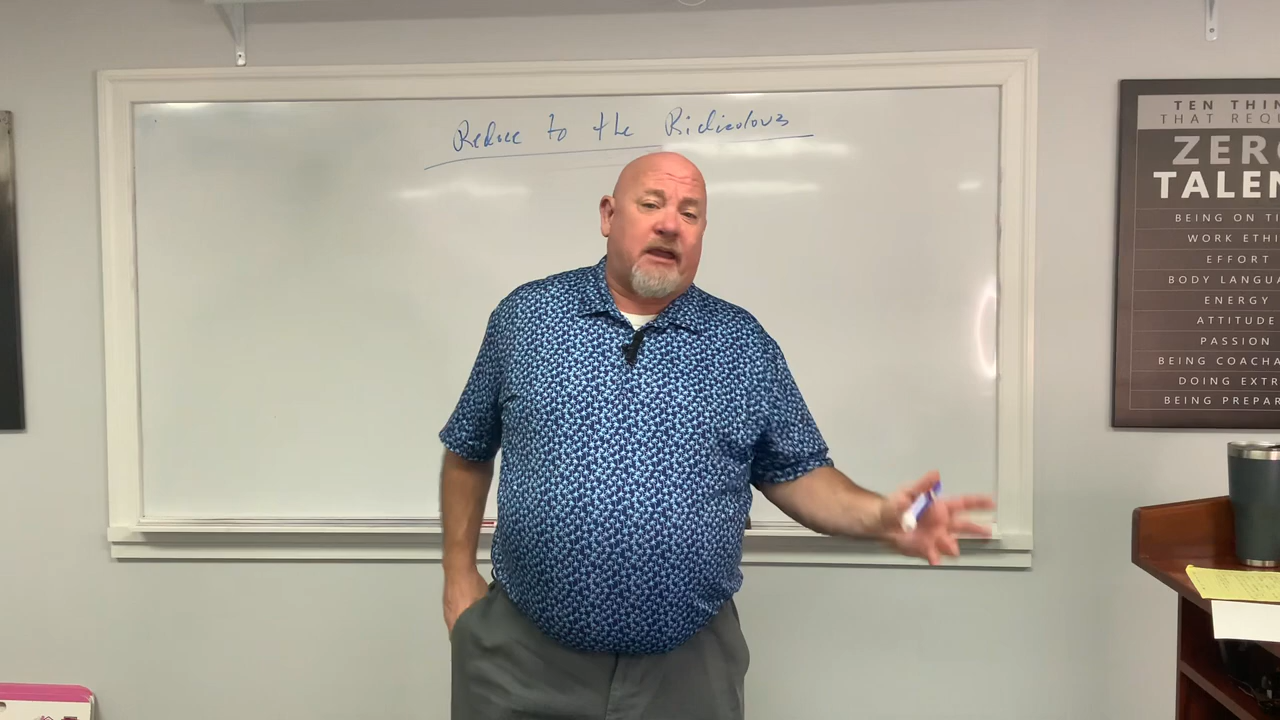 Reduce to the Ridiculous
TEN THIN
THAT REQU
ZERO
TALEN
BEING ON TI
WORK ETHI
EFFORT
BODY LANGUA
ENERGY
ATTITUDE
PASSION
BEING COACHA
DOING EXTR
BEING PREPAR